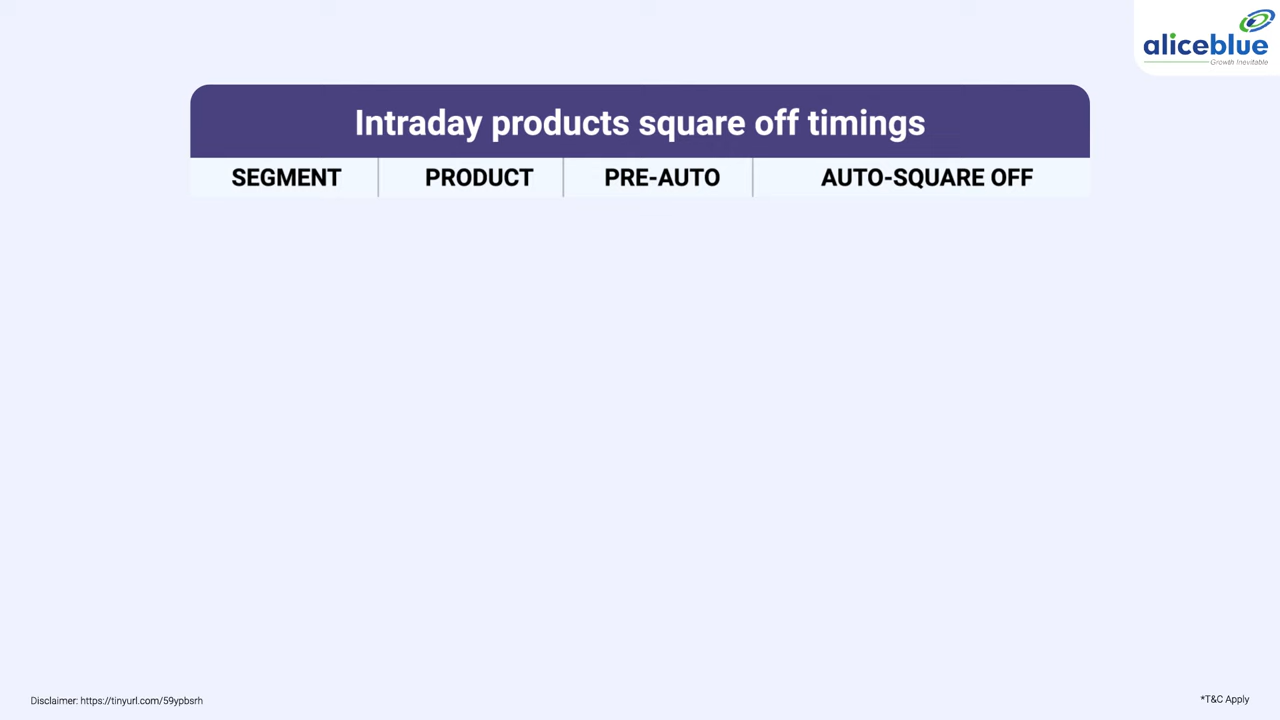 aliceblue
Growth Inevitable
Intraday products square off timings
SEGMENT PRODUCT PRE-AUTO AUTO-SQUARE OFF
Disclaimer: https://tinyurl.com/59ypbsrh
*T&C Apply